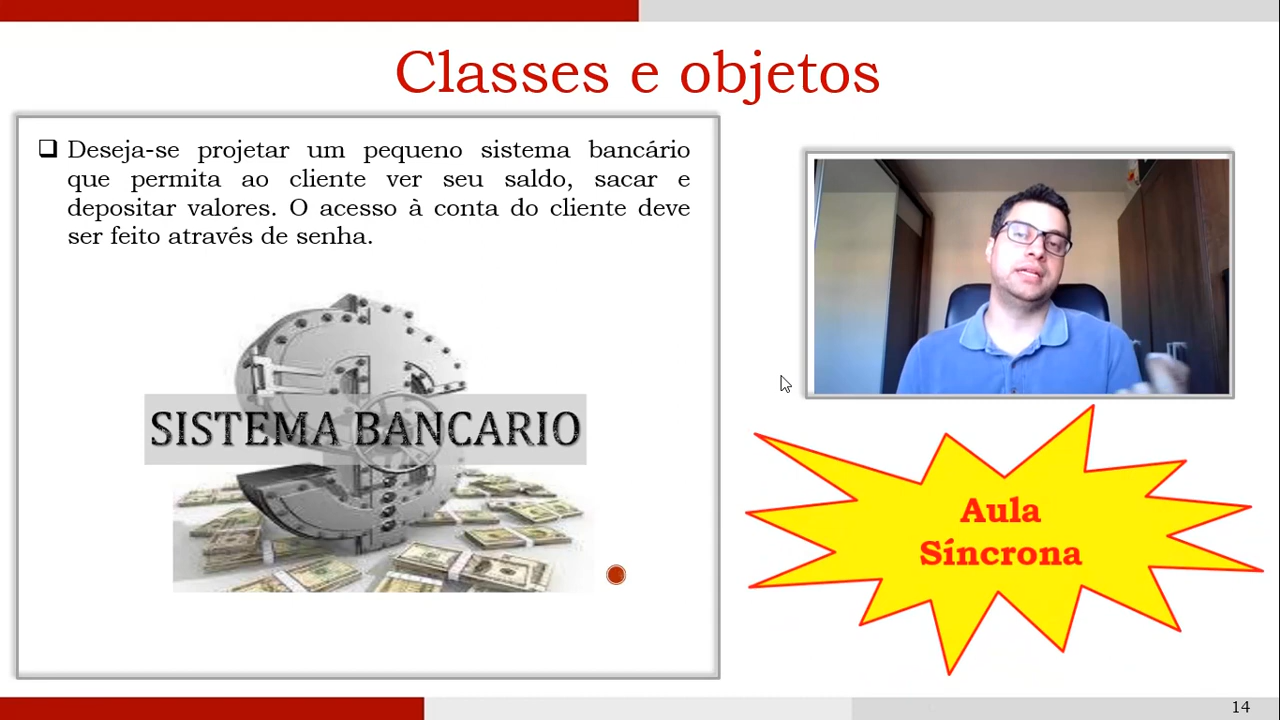 Classes e objetos
❑ Deseja-se projetar um pequeno sistema bancário
que permita ao cliente ver seu saldo, sacar e
depositar valores. O acesso à conta do cliente deve
ser feito através de senha.
SISTEMA BANCARIO
Aula
Síncrona
14